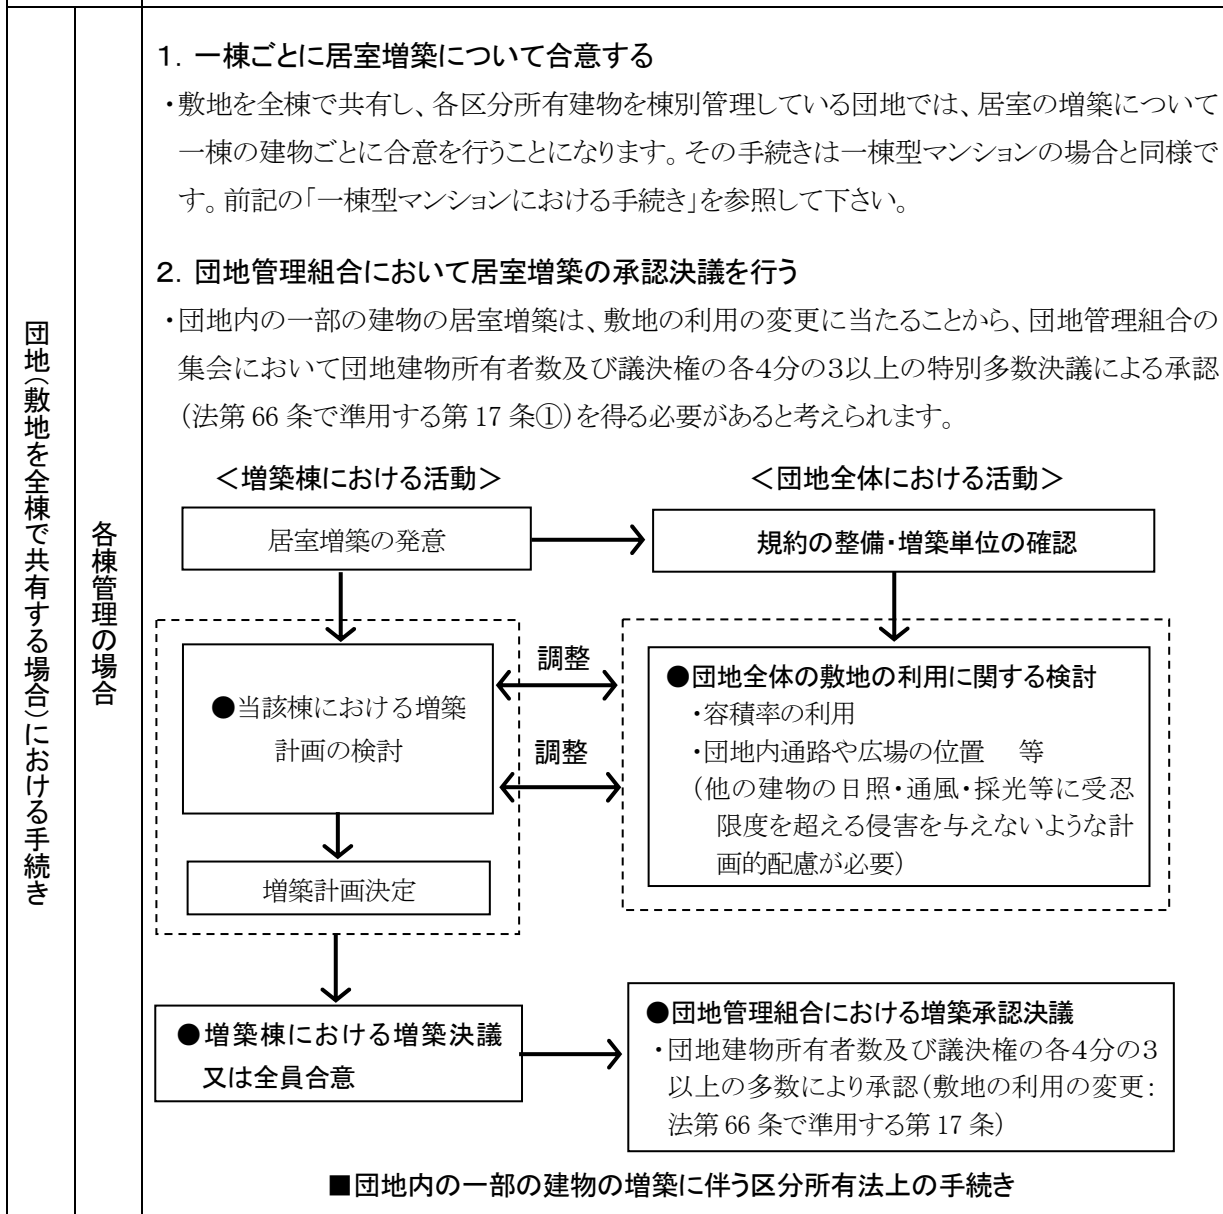 団地(敷地を全棟で共有する場合)における手続き
各棟管理の場合
1．一棟ごとに居室増築について合意する
・敷地を全棟で共有し、各区分所有建物を棟別管理している団地では、居室の増築について
一棟の建物ごとに合意を行うことになります。その手続きは一棟型マンションの場合と同様で
す。前記の「一棟型マンションにおける手続き」を参照して下さい。
2．団地管理組合において居室増築の承認決議を行う
・団地内の一部の建物の居室増築は、敷地の利用の変更に当たることから、団地管理組合の
集会において団地建物所有者数及び議決権の各4分の3以上の特別多数決議による承認
（法第 66 条で準用する第 17 条①）を得る必要があると考えられます。
＜増築棟における活動＞
＜団地全体における活動＞
居室増築の発意
規約の整備・増築単位の確認
調整
●当該棟における増築
計画の検討
調整
増築計画決定
●団地全体の敷地の利用に関する検討
・容積率の利用
・団地内通路や広場の位置　等
（他の建物の日照・通風・採光等に受忍
限度を超える侵害を与えないような計
画的配慮が必要）
●増築棟における増築決議
又は全員合意
●団地管理組合における増築承認決議
・団地建物所有者数及び議決権の各4分の3
以上の多数により承認（敷地の利用の変更：
法第 66 条で準用する第 17 条）
■団地内の一部の建物の増築に伴う区分所有法上の手続き